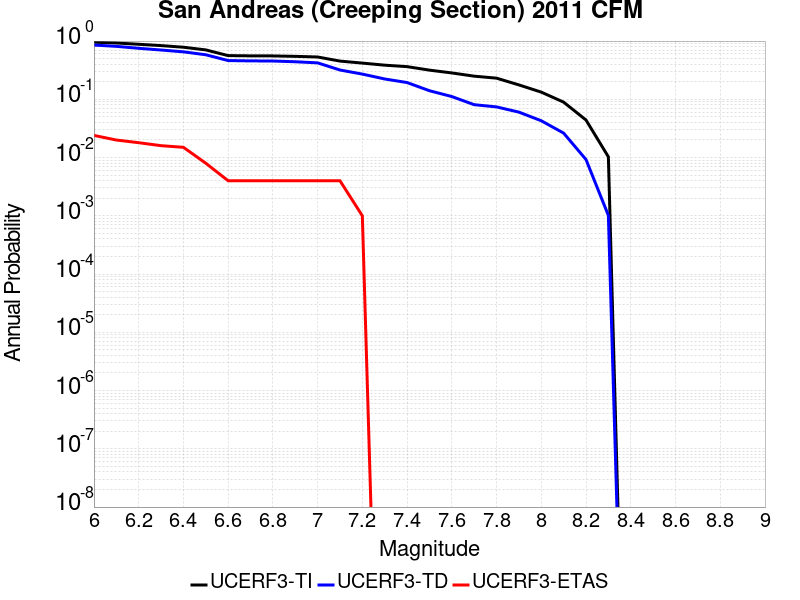 San Andreas (Creeping Section) 2011 CFM
Annual Probability
10^0
10^-1
10^-2
10^-3
10^-4
10^-5
10^-6
10^-7
10^-8
6 6.2 6.4 6.6 6.8 7 7.2 7.4 7.6 7.8 8 8.2 8.4 8.6 8.8 9
Magnitude
UCERF3-TI UCERF3-TD UCERF3-ETAS